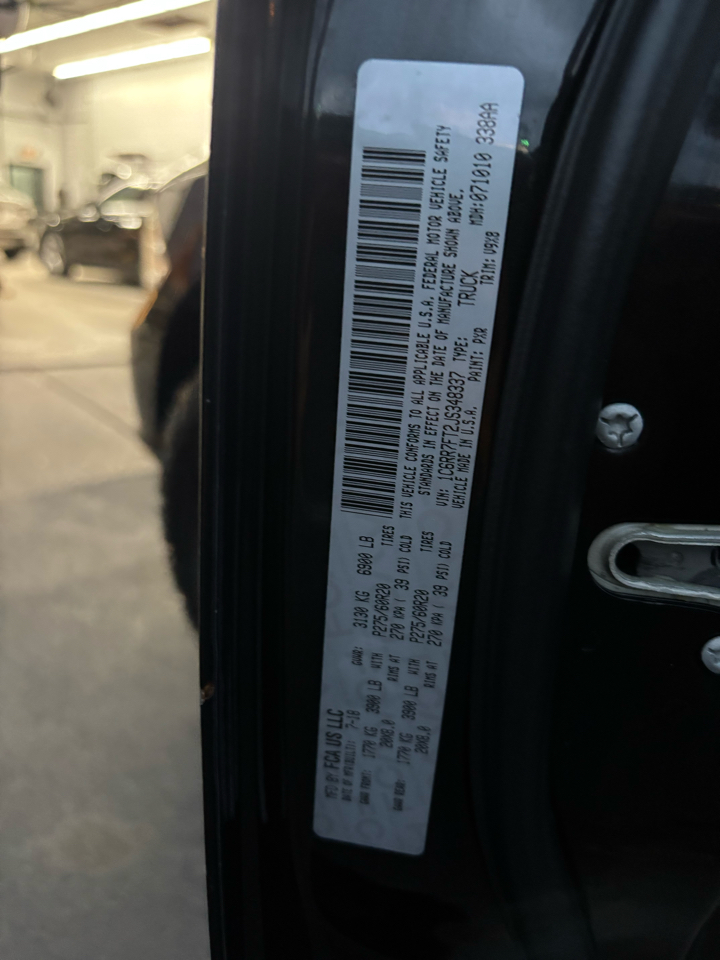 MFD BY: FCA US LLC
DATE OF MFR(BUILT): 7-18 GVWR: 3130 KG 6900 LB
GAWR FRONT: 1770 KG 3900 LB WITH P275/60R20 TIRES
20X8.0 RIMS AT 270 KPA ( 39 PSI) COLD
GAWR REAR: 1770 KG 3900 LB WITH P275/60R20 TIRES
20X8.0 RIMS AT 270 KPA ( 39 PSI) COLD
THIS VEHICLE CONFORMS TO ALL APPLICABLE U.S.A. FEDERAL MOTOR VEHICLE SAFETY
STANDARDS IN EFFECT ON THE DATE OF MANUFACTURE SHOWN ABOVE.
VIN: 1C6RR7FT2JS348337 TYPE: TRUCK MDH:071010 338AA
VEHICLE MADE IN U.S.A. PAINT: PXR TRIM: V9X8